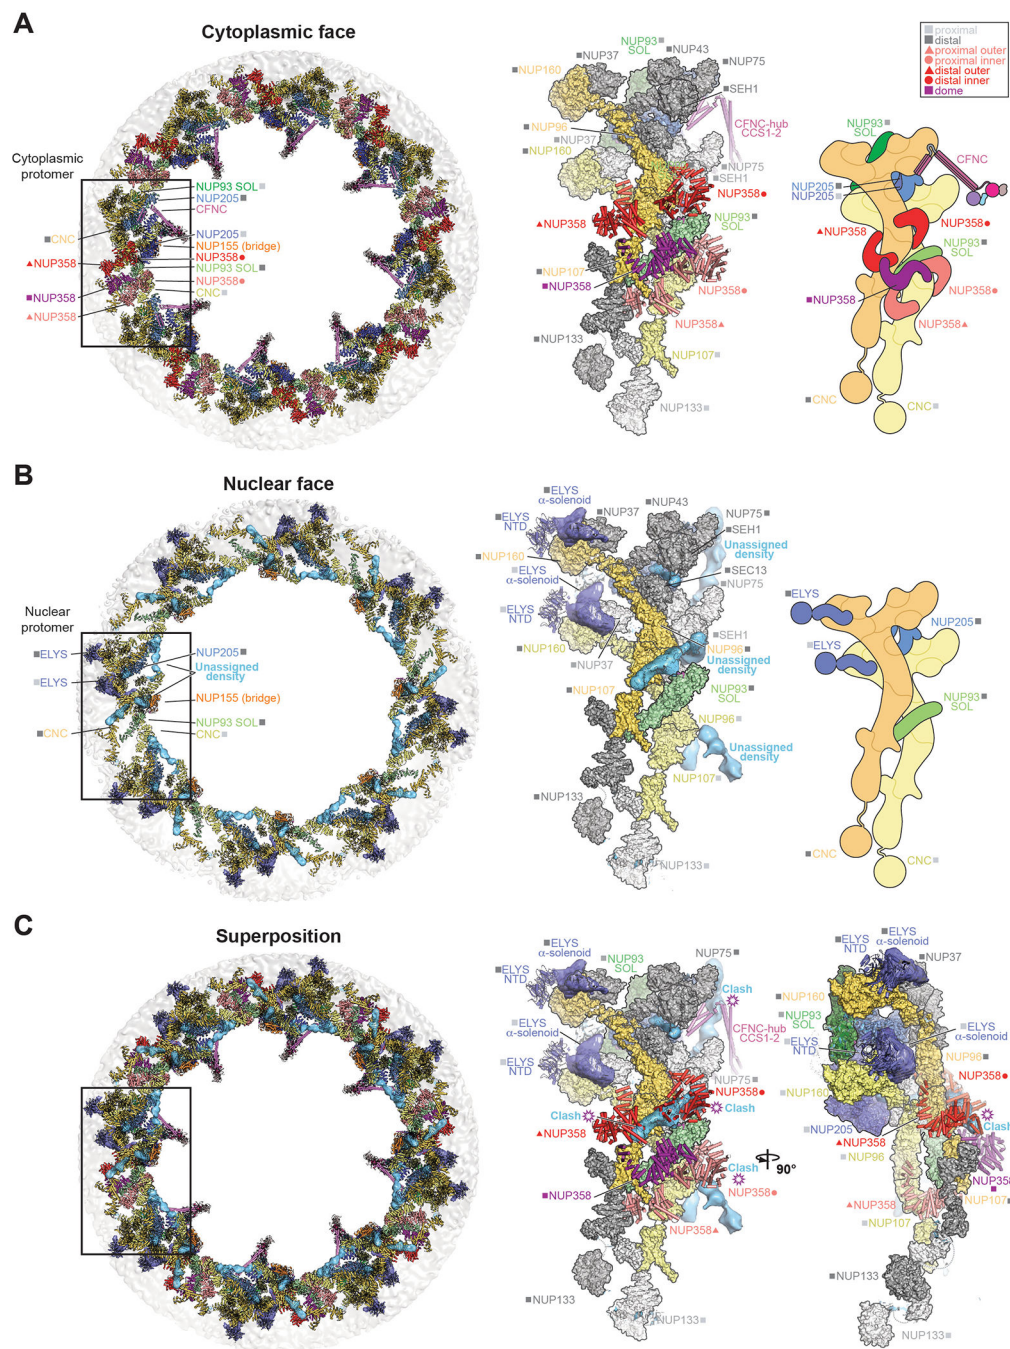 A
Cytoplasmic face
Cytoplasmic
protomer
NUP93 SOL
NUP205
CFNC
CNC
NUP205
NUP155 (bridge)
NUP358
NUP358
NUP93 SOL
NUP358
NUP358
CNC
NUP358
NUP93
SOL
NUP37
NUP43
NUP160
NUP75
SEH1
CFNC-hub
CCS1-2
NUP96
NUP37
NUP160
NUP75
SEH1
NUP358
NUP358
NUP93
SOL
NUP107
NUP358
NUP358
NUP358
NUP133
NUP107
NUP133
proximal
distal
proximal outer
proximal inner
distal outer
distal inner
dome
NUP93
SOL
CFNC
NUP205
NUP205
NUP358
NUP358
NUP93
SOL
NUP358
NUP358
NUP358
CNC
CNC
B
Nuclear face
Nuclear
protomer
ELYS
NUP205
Unassigned
density
ELYS
NUP155 (bridge)
NUP93 SOL
CNC
CNC
ELYS
α-solenoid
NUP43
NUP37
NUP75
ELYS
NTD
SEH1
Unassigned
density
NUP160
ELYS
α-solenoid
SEC13
NUP75
ELYS
NTD
SEH1
NUP160
NUP96
NUP37
Unassigned
density
NUP107
NUP93
SOL
NUP96
Unassigned
density
NUP107
NUP133
NUP133
ELYS
NUP205
ELYS
NUP93
SOL
CNC
CNC
C
Superposition
ELYS
α-solenoid
NUP93
SOL
NUP75
ELYS
NTD
Clash
ELYS
α-solenoid
CFNC-hub
CCS1-2
ELYS
NTD
NUP75
NUP358
Clash
Clash
NUP358
Clash
NUP358
NUP358
NUP358
NUP133
NUP133
90°
ELYS
α-solenoid
ELYS
NTD
NUP37
NUP160
NUP93
SOL
ELYS
NTD
ELYS
α-solenoid
NUP96
NUP358
NUP160
NUP205
Clash
NUP358
NUP96
NUP358
NUP358
NUP107
NUP107
NUP133
NUP133